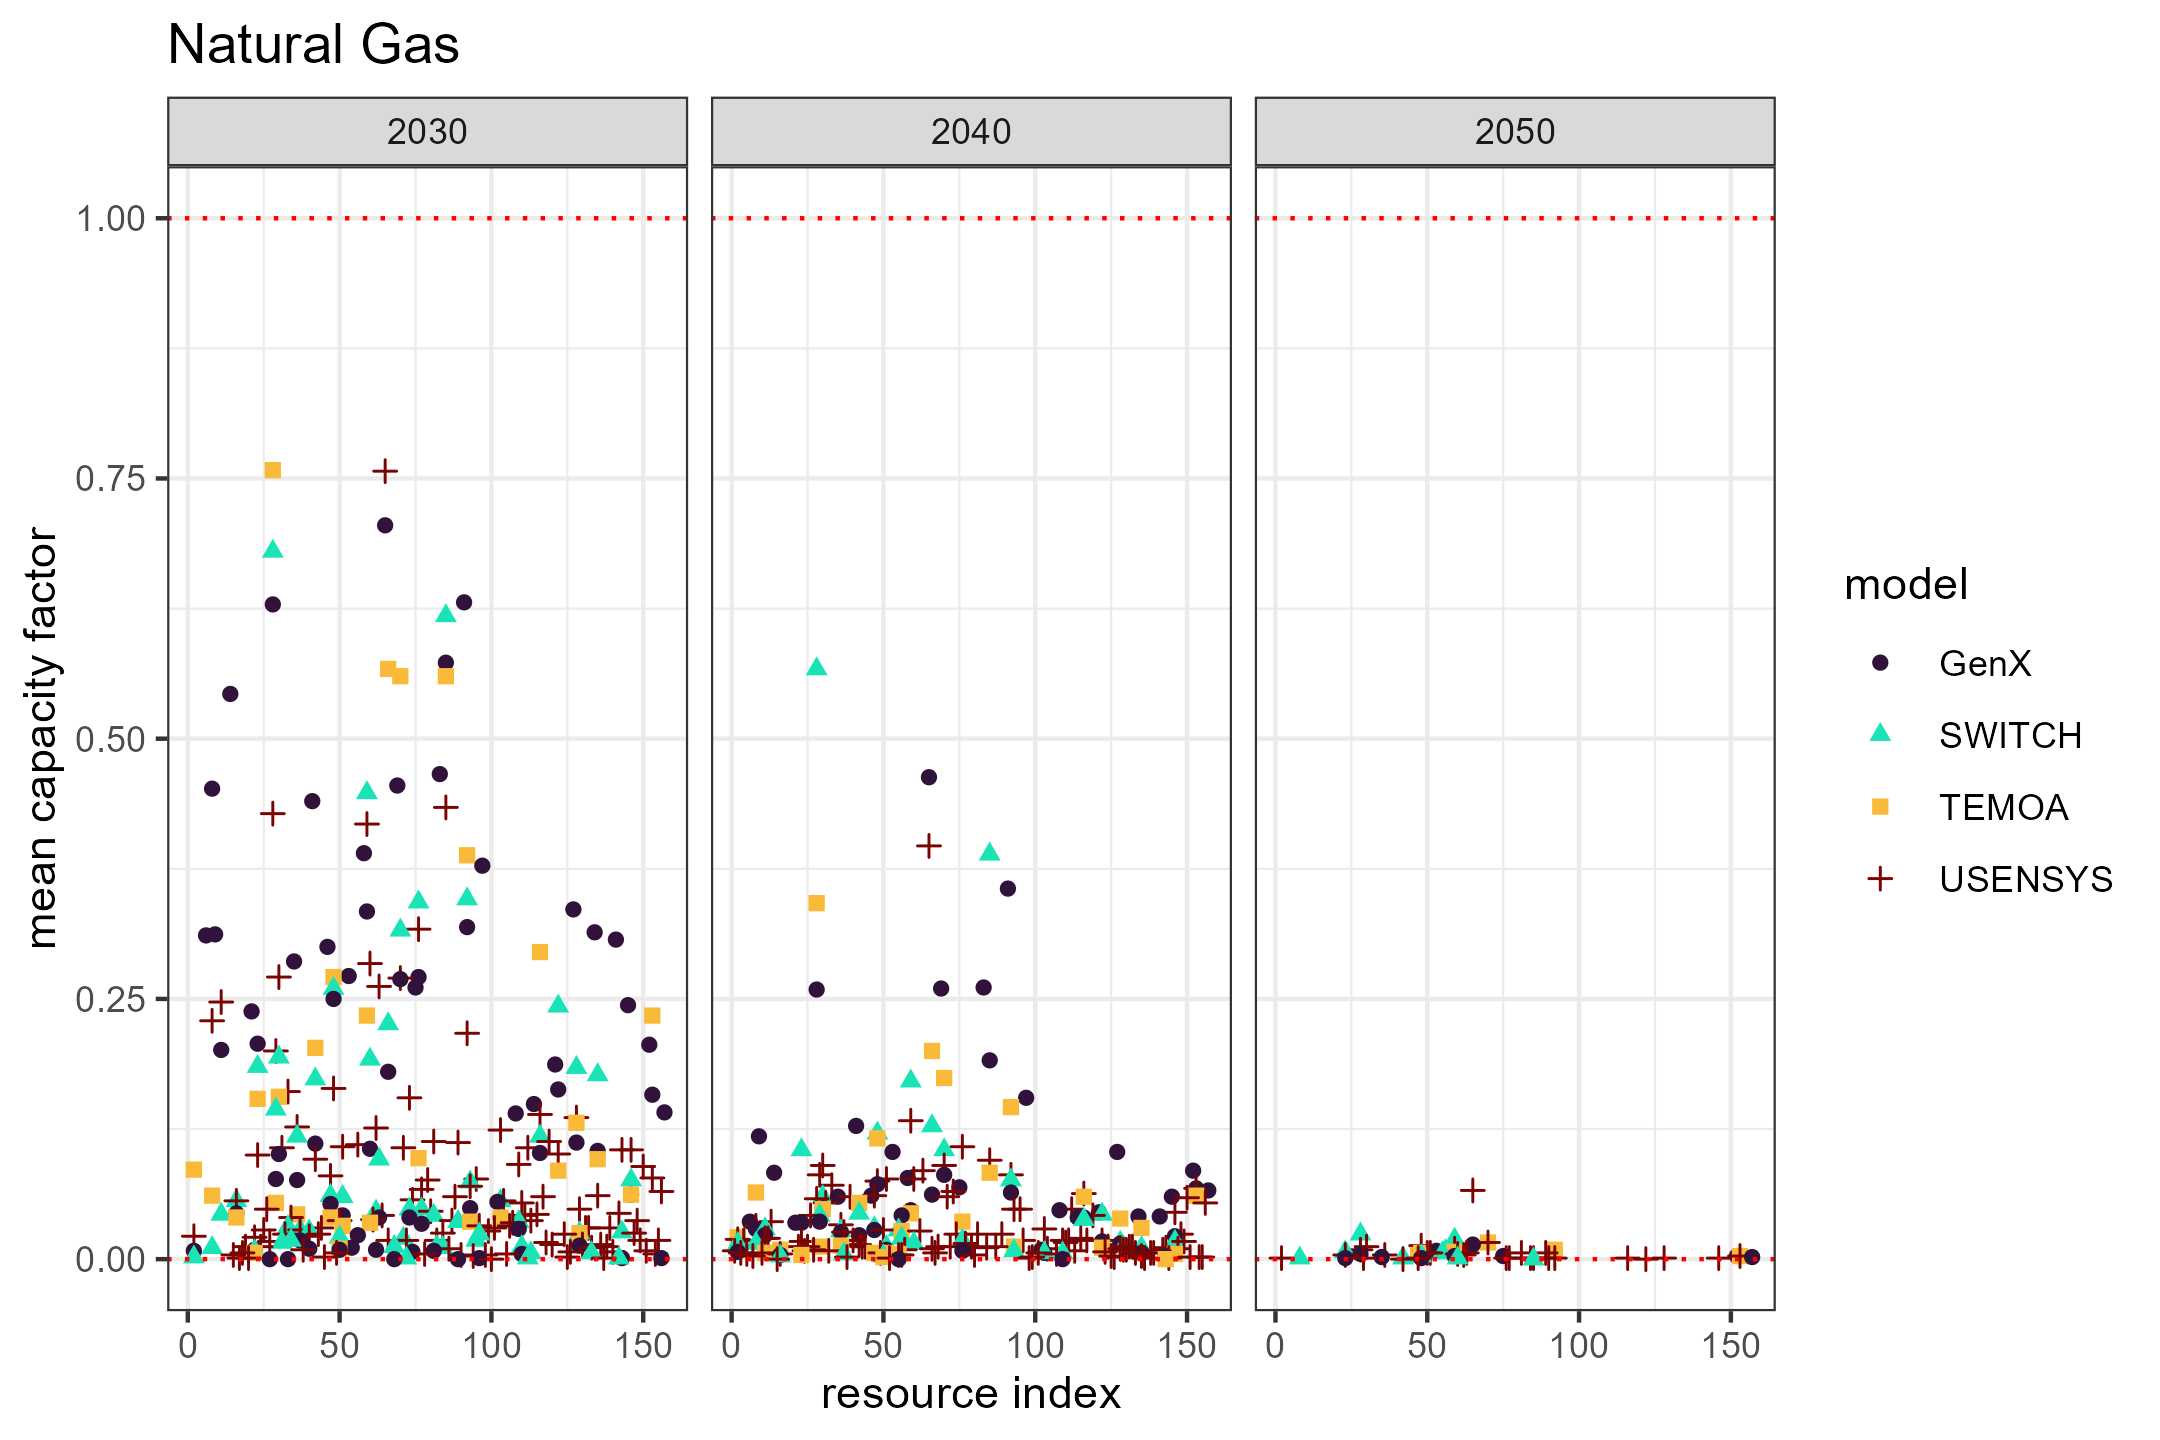 Natural Gas
2030 2040 2050
1.00
0.75
0.50
0.25
0.00
mean capacity factor
0 50 100 150 0 50 100 150 0 50 100 150
resource index
model
GenX
SWITCH
TEMOA
USENSYS